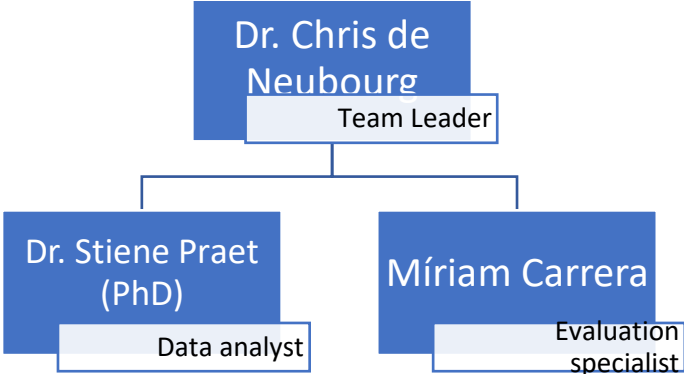 Dr. Chris de
Neubourg
Team Leader
Dr. Stiene Praet
(PhD)
Data analyst
Míriam Carrera
Evaluation
specialist